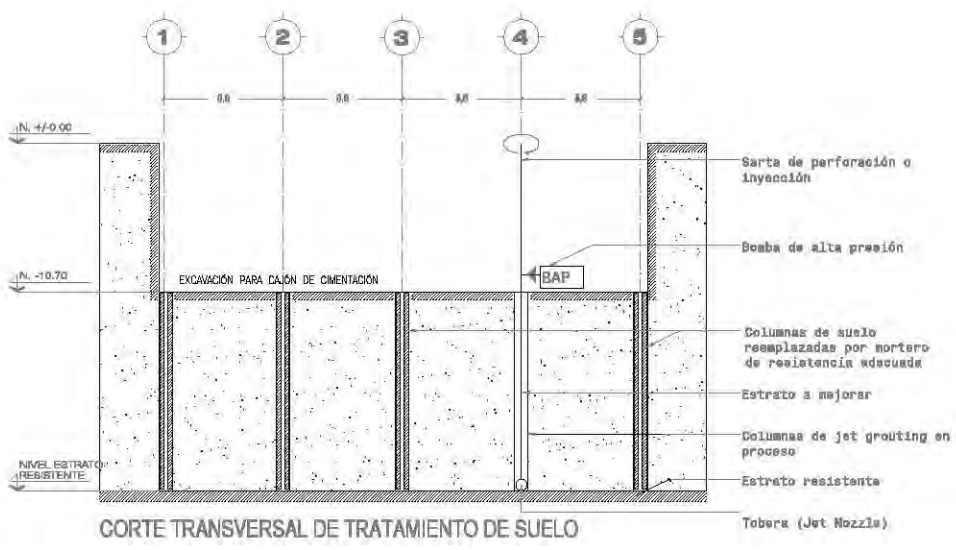 1 2 3 4 5
N. +/-0.00
Sarta de perforación o
inyección
Bomba de alta presión
N. -10.70
EXCAVACIÓN PARA CAJÓN DE CIMENTACIÓN
BAP
Columnas de suelo
reemplazadas por mortero
de resistencia adecuada
Estrato a mejorar
Columnas de jet grouting en
proceso
NIVEL ESTRATO
RESISTENTE
Estrato resistente
Tobera (Jet Nozzle)
CORTE TRANSVERSAL DE TRATAMIENTO DE SUELO